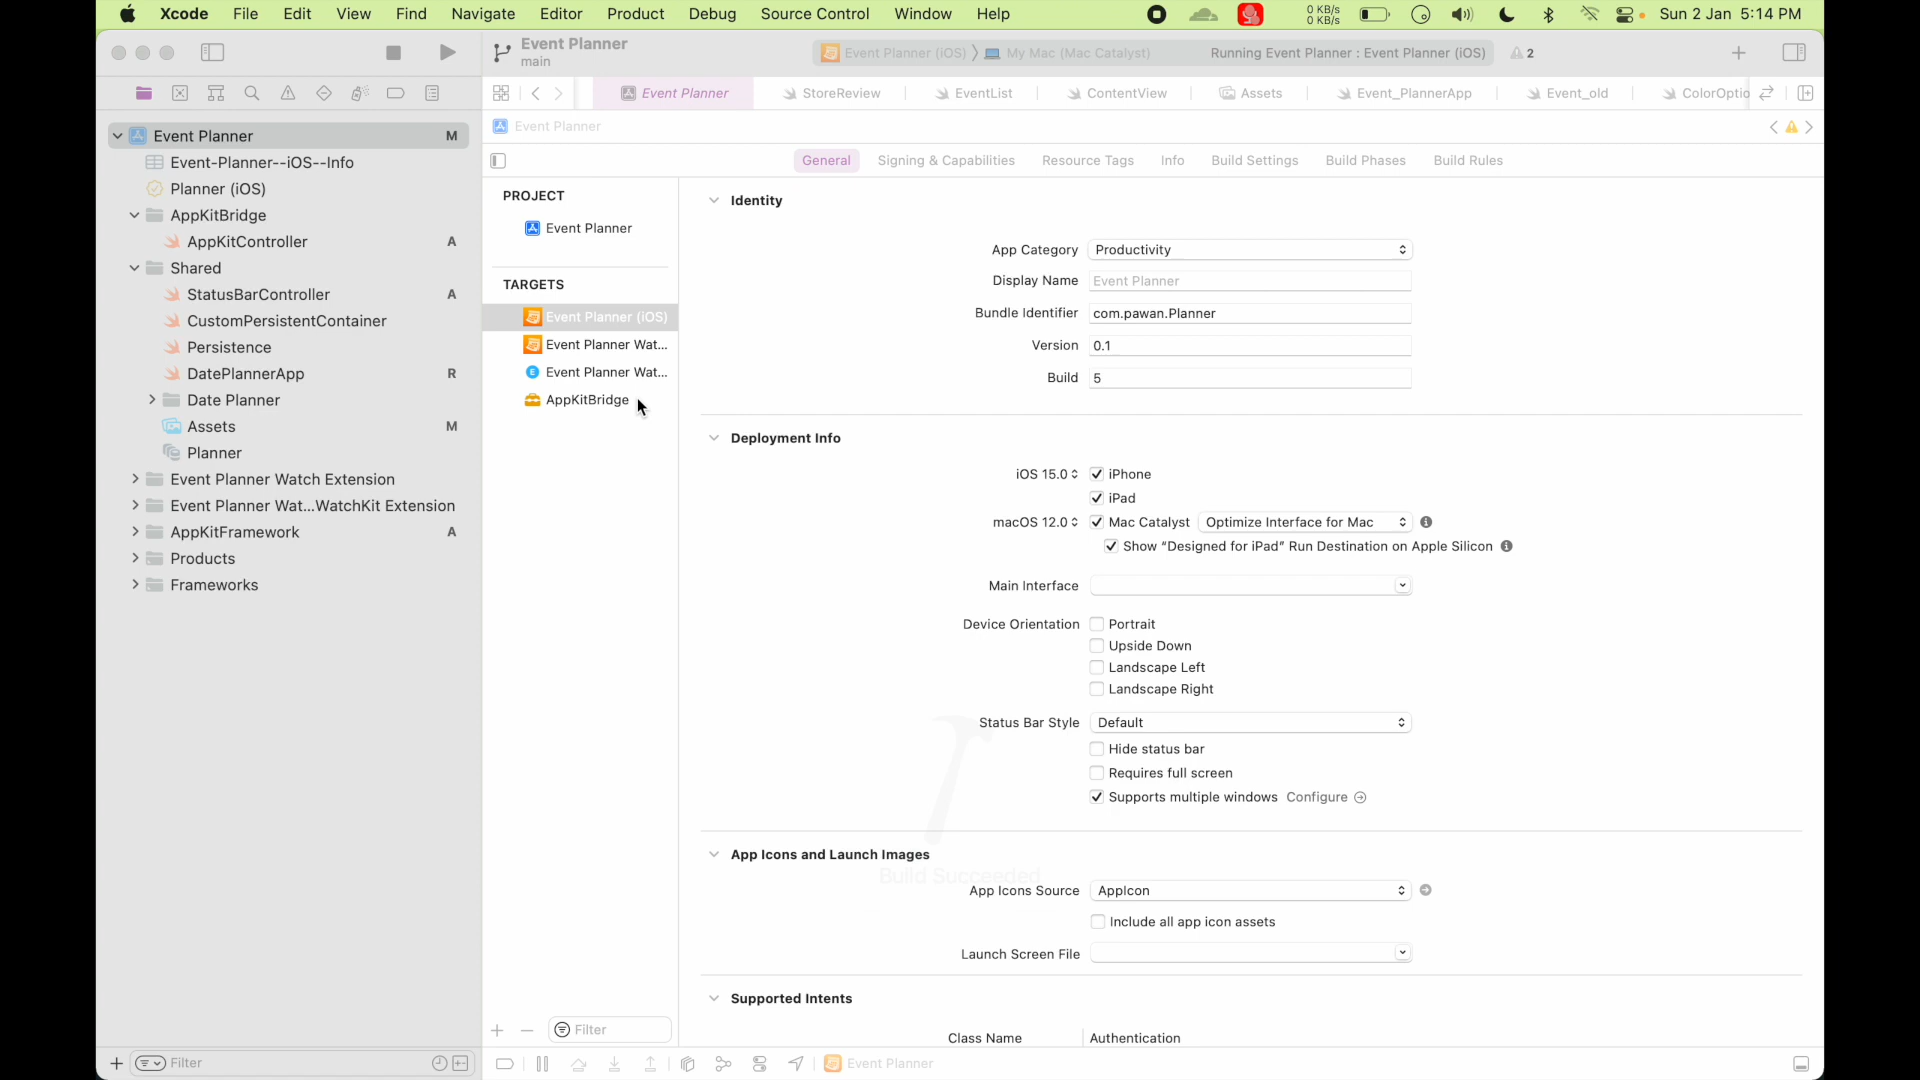 Xcode File Edit View Find Navigate Editor Product Debug Source Control Window Help 0 KB/s 0 KB/s Sun 2 Jan 5:14 PM
Event Planner
main
Event Planner (iOS) My Mac (Mac Catalyst) Running Event Planner : Event Planner (iOS) 2
Event Planner StoreReview EventList ContentView Assets Event_PlannerApp Event_old ColorOptio
Event Planner
General Signing & Capabilities Resource Tags Info Build Settings Build Phases Build Rules
Event Planner M
Event-Planner--iOS--Info
Planner (iOS)
AppKitBridge
AppKitController A
Shared
StatusBarController A
CustomPersistentContainer
Persistence
DatePlannerApp R
Date Planner
Assets M
Planner
Event Planner Watch Extension
Event Planner Wat...WatchKit Extension
AppKitFramework A
Products
Frameworks
Filter
PROJECT
Event Planner
TARGETS
Event Planner (iOS)
Event Planner Wat...
E Event Planner Wat...
AppKitBridge
Filter
Identity
App Category Productivity
Display Name Event Planner
Bundle Identifier com.pawan.Planner
Version 0.1
Build 5
Deployment Info
iOS 15.0 iPhone
iPad
macOS 12.0 Mac Catalyst Optimize Interface for Mac
Show "Designed for iPad" Run Destination on Apple Silicon
Main Interface
Device Orientation Portrait
Upside Down
Landscape Left
Landscape Right
Status Bar Style Default
Hide status bar
Requires full screen
Supports multiple windows Configure
App Icons and Launch Images
Build Succeeded
App Icons Source AppIcon
Include all app icon assets
Launch Screen File
Supported Intents
Class Name Authentication
Event Planner